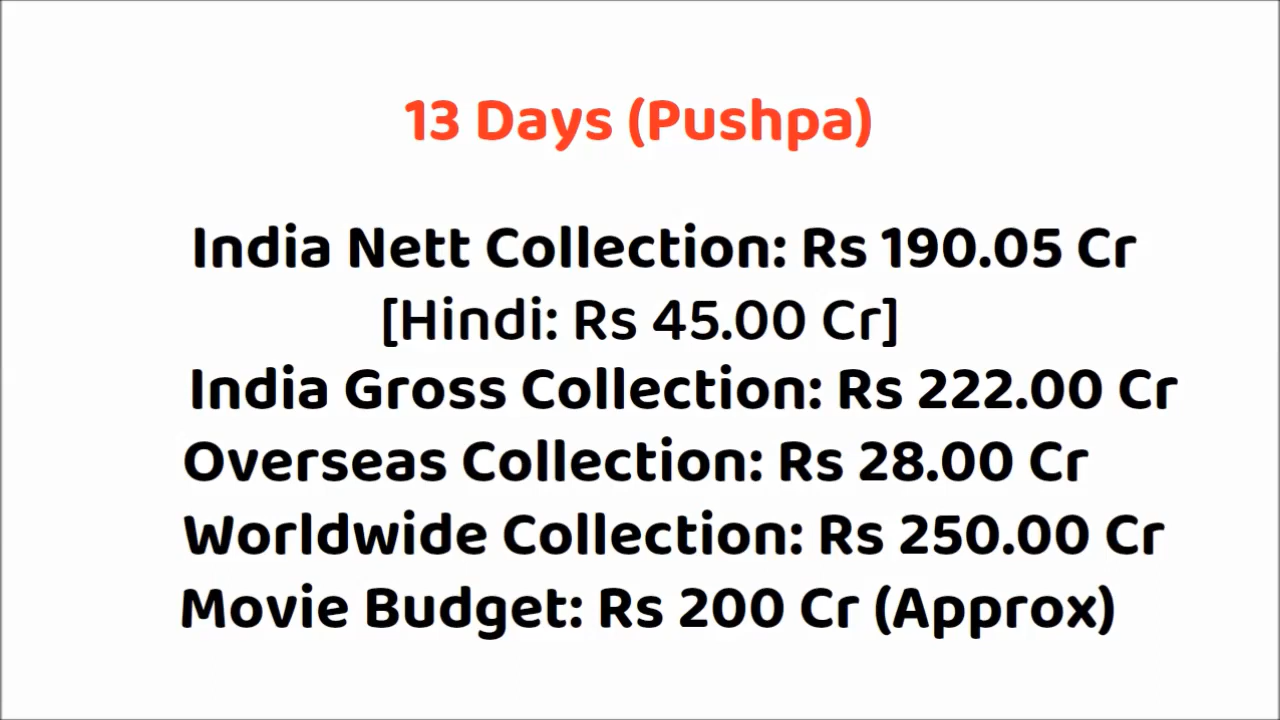 13 Days (Pushpa)
India Nett Collection: Rs 190.05 Cr
[Hindi: Rs 45.00 Cr]
India Gross Collection: Rs 222.00 Cr
Overseas Collection: Rs 28.00 Cr
Worldwide Collection: Rs 250.00 Cr
Movie Budget: Rs 200 Cr (Approx)